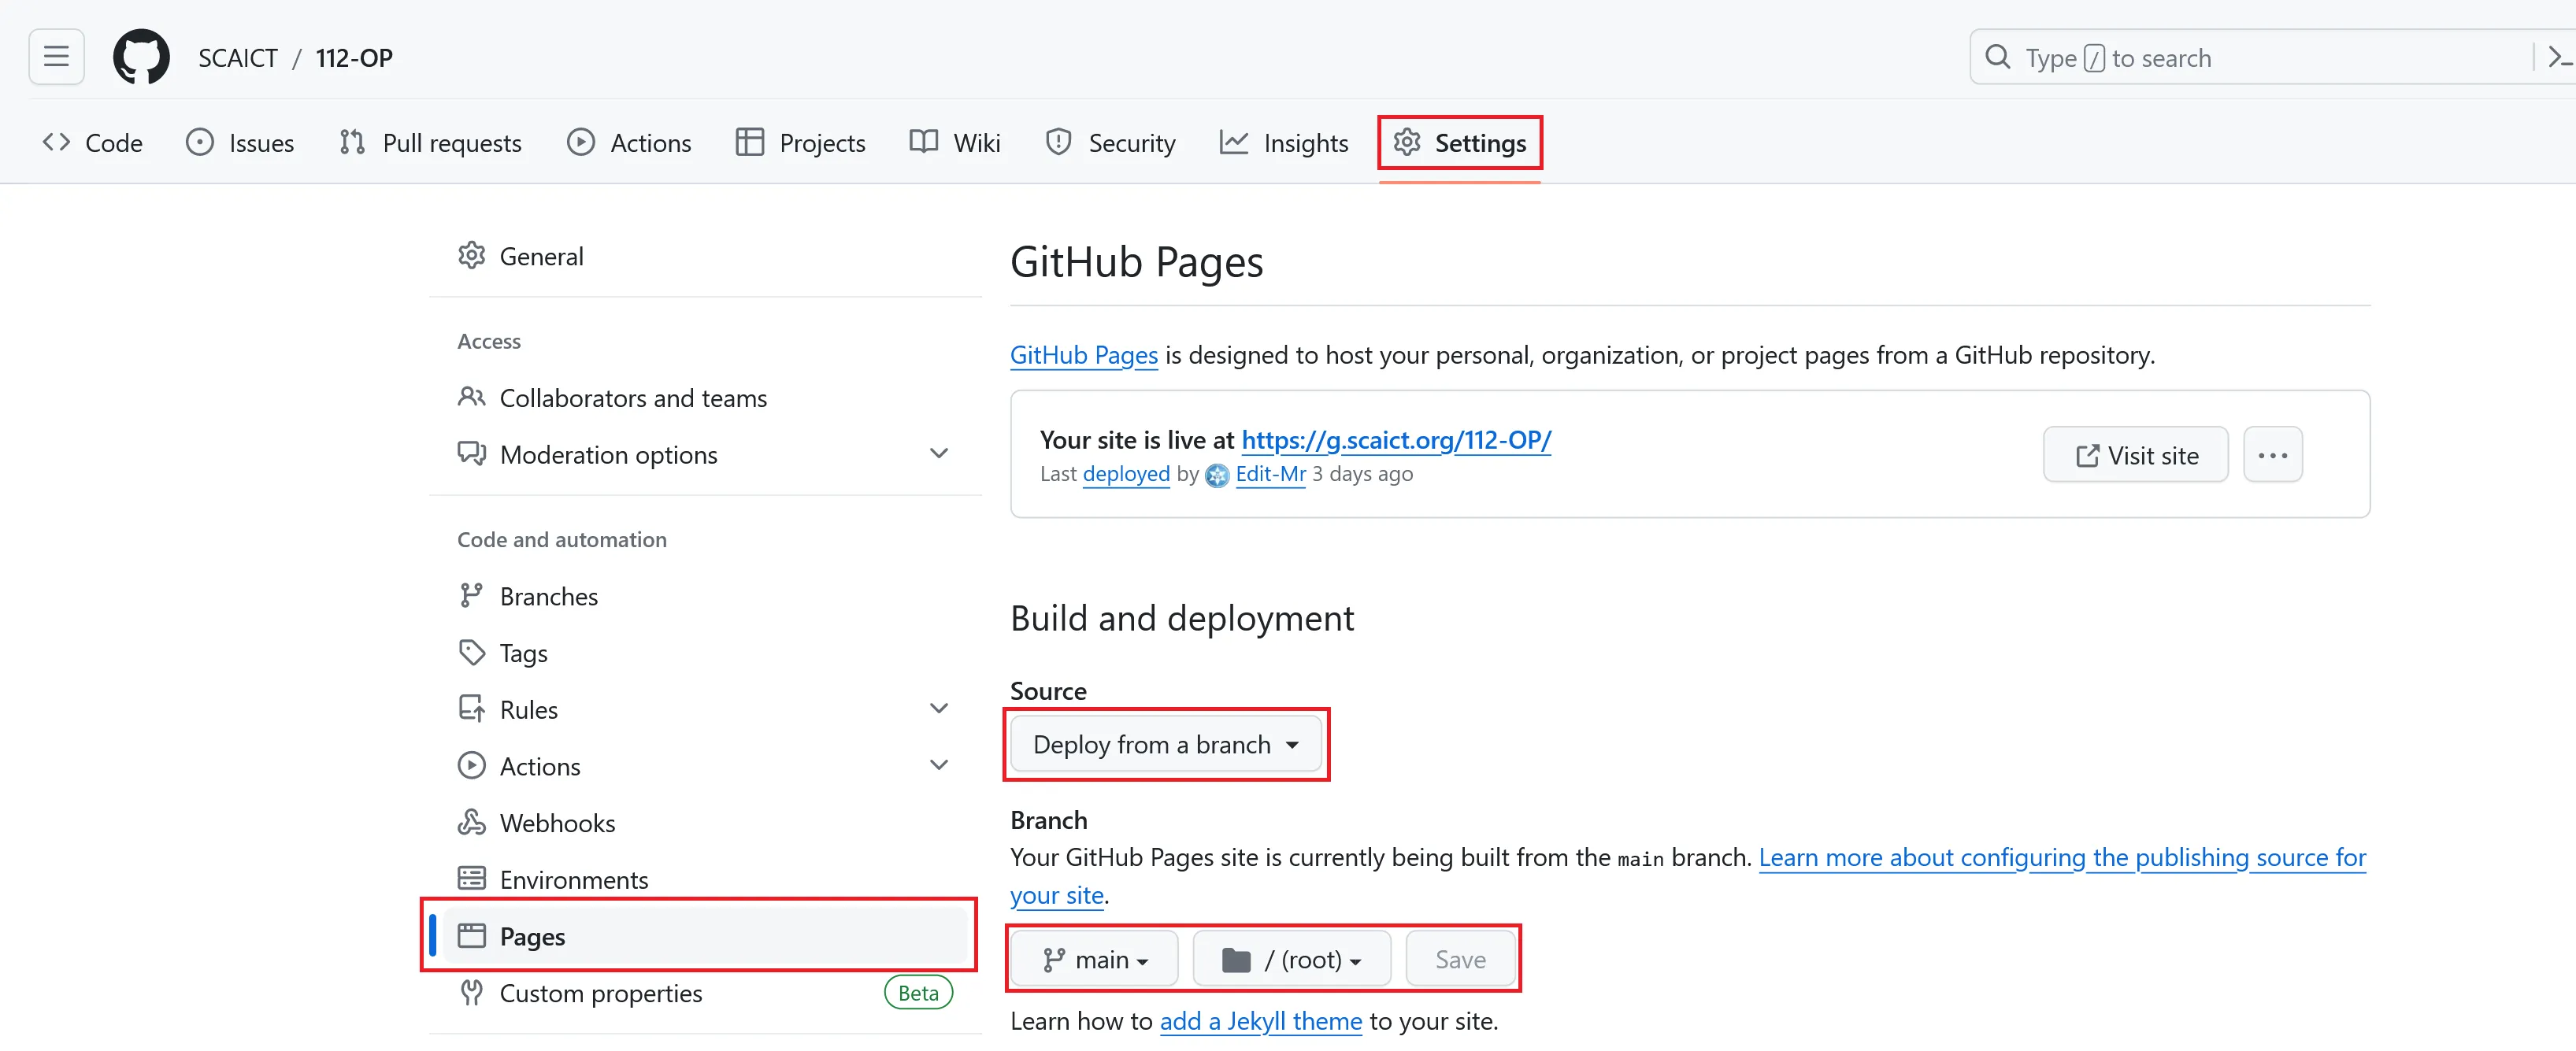 SCAICT / 112-OP
Type / to search
Code Issues Pull requests Actions Projects Wiki Security Insights Settings
General
Access
Collaborators and teams
Moderation options
Code and automation
Branches
Tags
Rules
Actions
Webhooks
Environments
Pages
Custom properties Beta
GitHub Pages
GitHub Pages is designed to host your personal, organization, or project pages from a GitHub repository.
Your site is live at https://g.scaict.org/112-OP/
Last deployed by Edit-Mr 3 days ago
Visit site
Build and deployment
Source
Deploy from a branch
Branch
Your GitHub Pages site is currently being built from the main branch. Learn more about configuring the publishing source for
your site.
main / (root) Save
Learn how to add a Jekyll theme to your site.